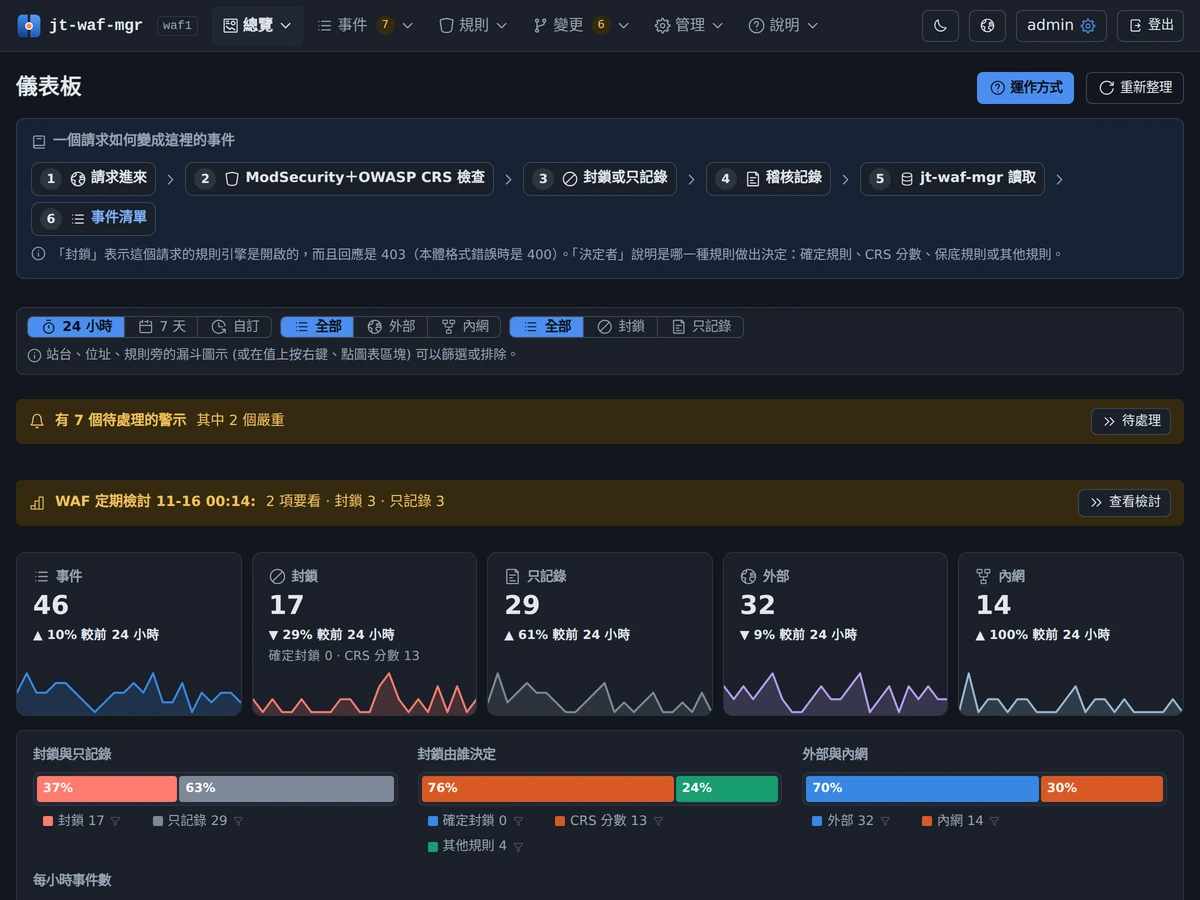 jt-waf-mgr waf1 總覽 事件 7 規則 變更 6 管理 說明 admin 登出
儀表板 運作方式 重新整理
一個請求如何變成這裡的事件
1 請求進來 2 ModSecurity＋OWASP CRS 檢查 3 封鎖或只記錄 4 稽核記錄 5 jt-waf-mgr 讀取
6 事件清單
「封鎖」表示這個請求的規則引擎是開啟的，而且回應是 403（本體格式錯誤時是 400）。「決定者」說明是哪一種規則做出決定：確定規則、CRS 分數、保底規則或其他規則。
24 小時 7 天 自訂 全部 外部 內網 全部 封鎖 只記錄
站台、位址、規則旁的漏斗圖示 (或在值上按右鍵、點圖表區塊) 可以篩選或排除。
有 7 個待處理的警示 其中 2 個嚴重 待處理
WAF 定期檢討 11-16 00:14: 2 項要看 · 封鎖 3 · 只記錄 3 查看檢討
事件 封鎖 只記錄 外部 內網
46 17 29 32 14
▲ 10% 較前 24 小時 ▼ 29% 較前 24 小時 ▲ 61% 較前 24 小時 ▼ 9% 較前 24 小時 ▲ 100% 較前 24 小時
確定封鎖 0 · CRS 分數 13
封鎖與只記錄 封鎖由誰決定 外部與內網
37% 63% 76% 24% 70% 30%
封鎖 17 只記錄 29 確定封鎖 0 CRS 分數 13 外部 32 內網 14
其他規則 4
每小時事件數